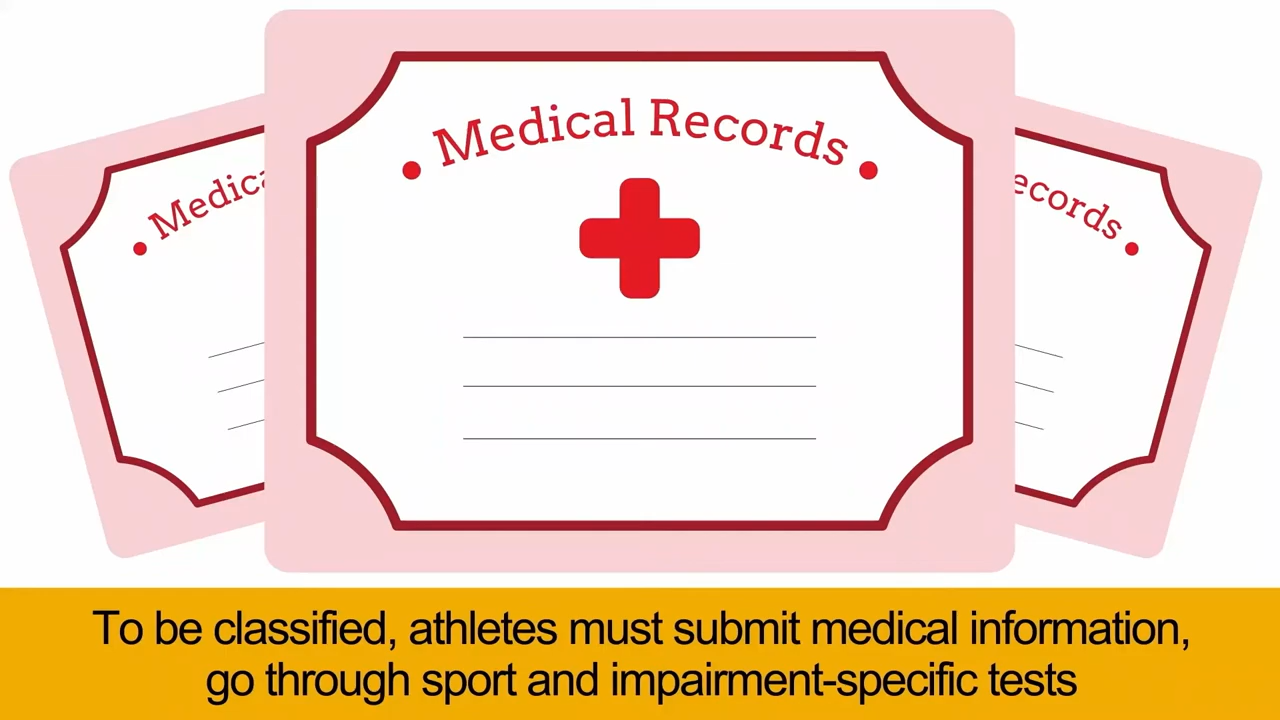 Medical Records
Medica
ecords
To be classified, athletes must submit medical information,
go through sport and impairment-specific tests